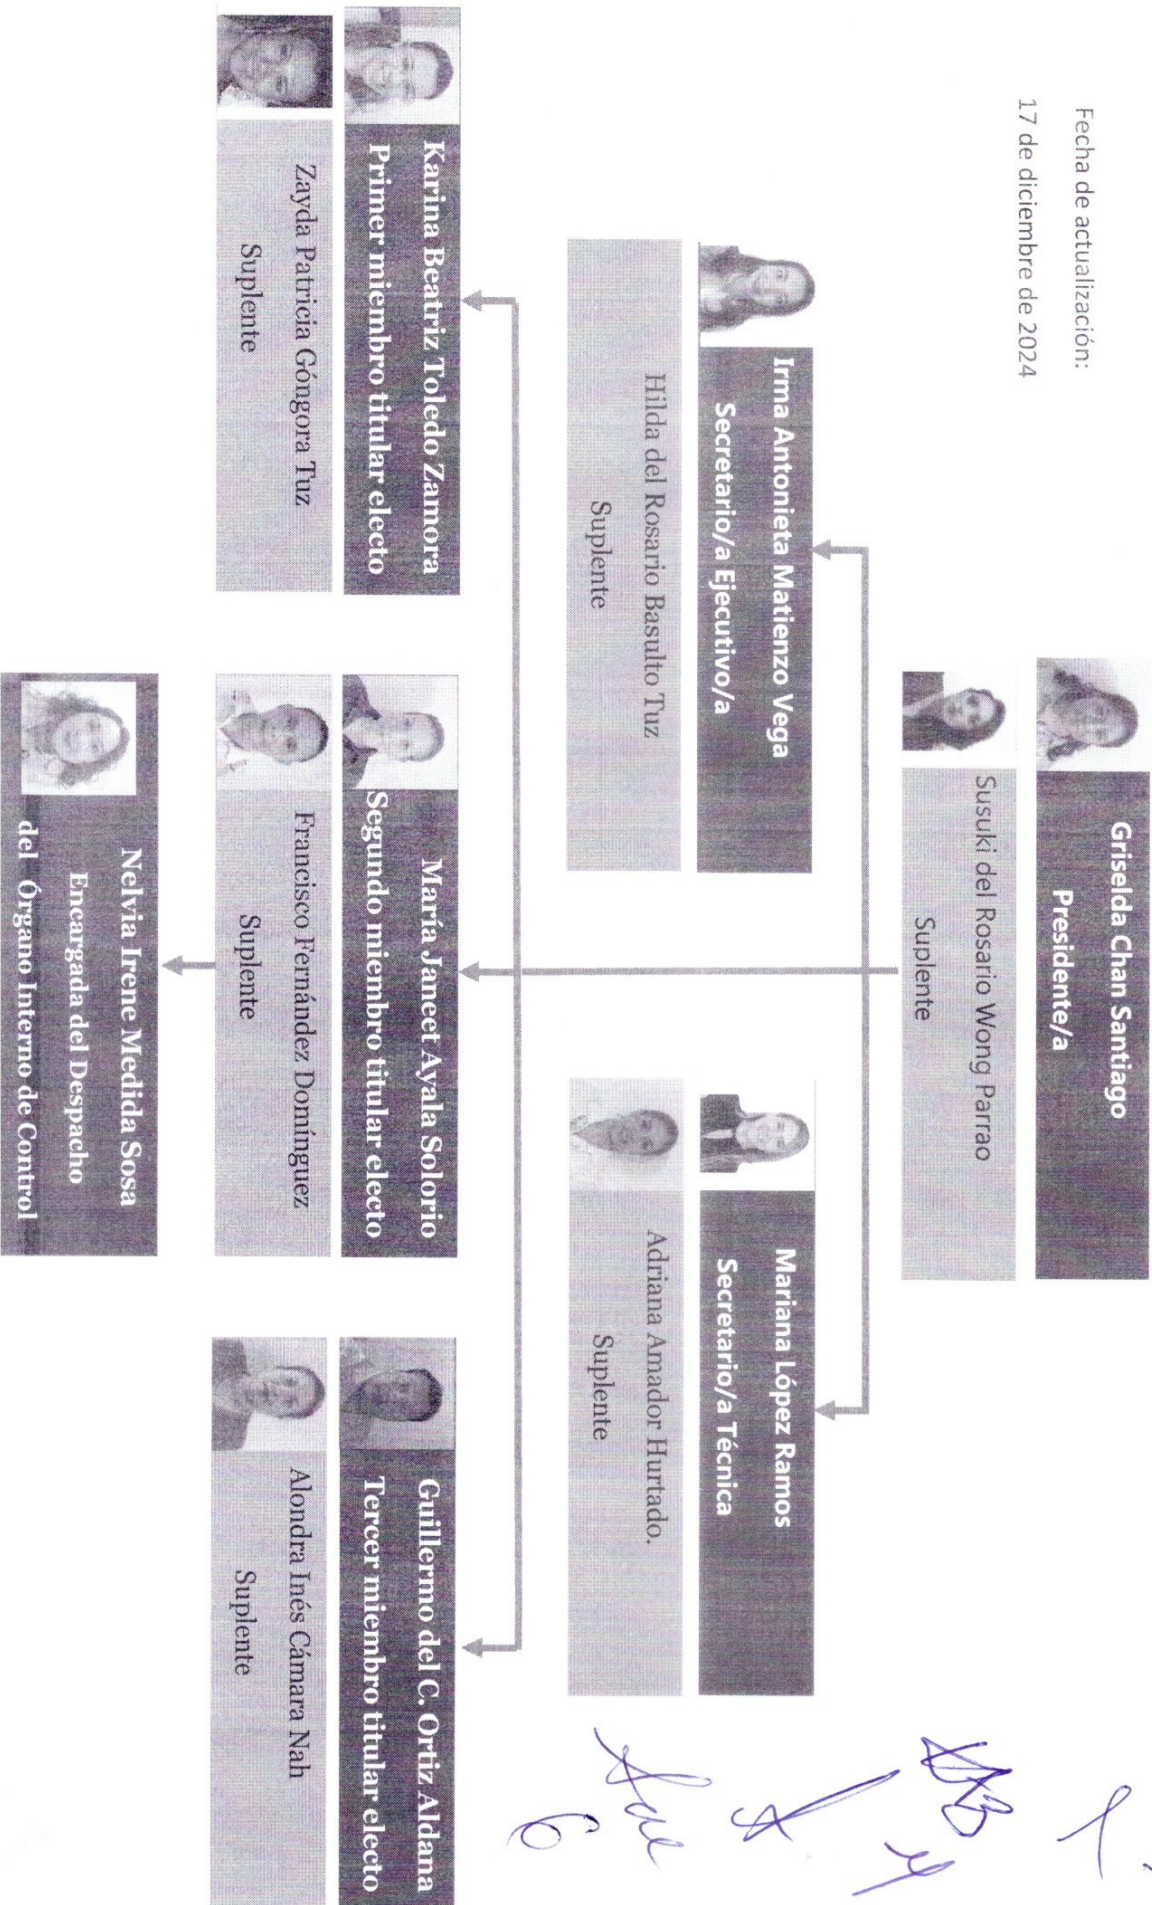 Fecha de actualización:
17 de diciembre de 2024
Griselda Chan Santiago
Presidente/a
Susuki del Rosario Wong Parrao
Suplente
Irma Antonieta Matienzo Vega
Secretario/a Ejecutivo/a
Hilda del Rosario Basulto Tuz
Suplente
Mariana López Ramos
Secretario/a Técnica
Adriana Amador Hurtado.
Suplente
Karina Beatriz Toledo Zamora
Primer miembro titular electo
Zayda Patricia Góngora Tuz
Suplente
María Janeet Ayala Solorio
Segundo miembro titular electo
Francisco Fernández Domínguez
Suplente
Guillermo del C. Ortiz Aldana
Tercer miembro titular electo
Alondra Inés Cámara Nah
Suplente
Nelvia Irene Medida Sosa
Encargada del Despacho
del Órgano Interno de Control